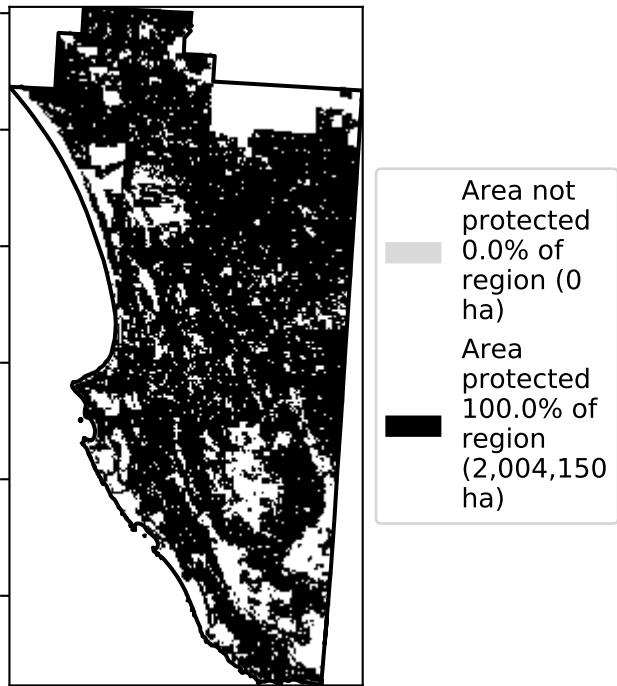 Area not
protected
0.0% of
region (0
ha)
Area
protected
100.0% of
region
(2,004,150
ha)